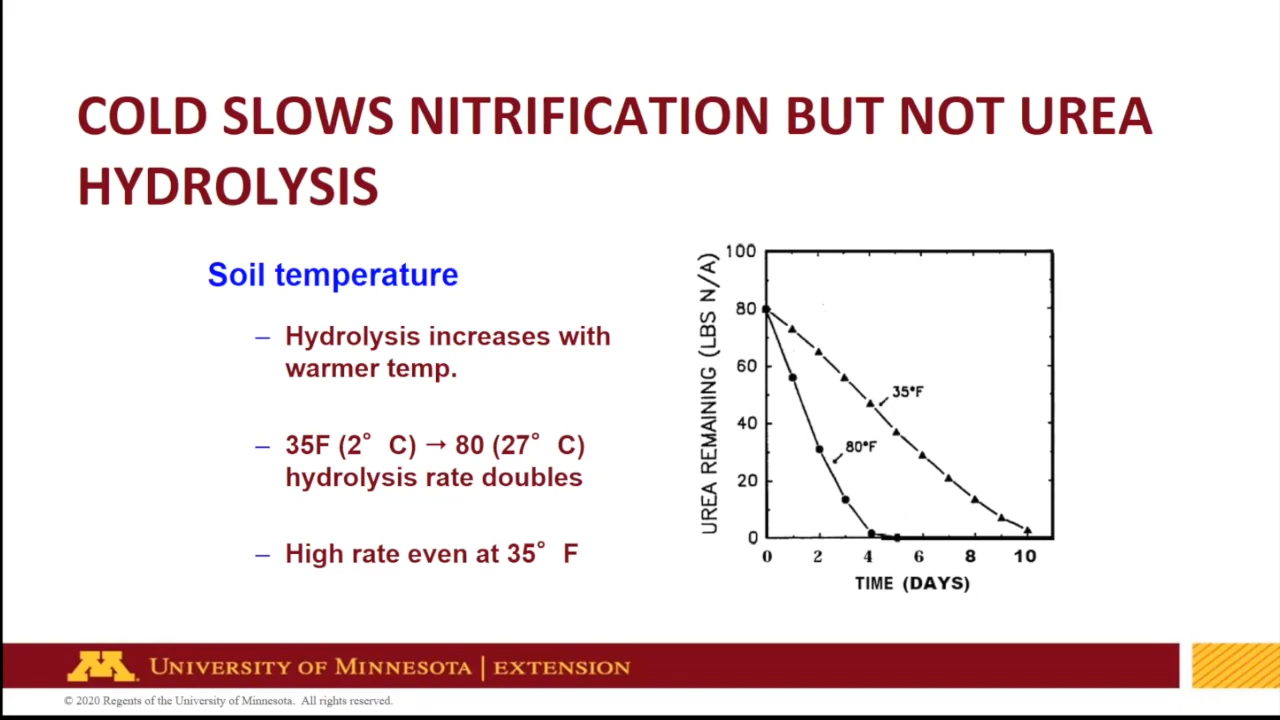 COLD SLOWS NITRIFICATION BUT NOT UREA
HYDROLYSIS
Soil temperature
– Hydrolysis increases with
warmer temp.
– 35F (2° C) → 80 (27° C)
hydrolysis rate doubles
– High rate even at 35° F
UREA REMAINING (LBS N/A)
100
80
60
40
20
0
35°F
80°F
0 2 4 6 8 10
TIME (DAYS)
M UNIVERSITY OF MINNESOTA | EXTENSION
© 2020 Regents of the University of Minnesota. All rights reserved.